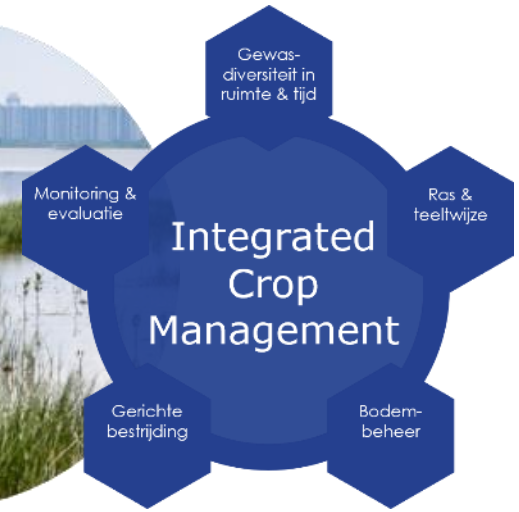 Gewas-
diversiteit in
ruimte & tijd
Monitoring &
evaluatie
Ras &
teeltwijze
Integrated
Crop
Management
Gerichte
bestrijding
Bodem-
beheer